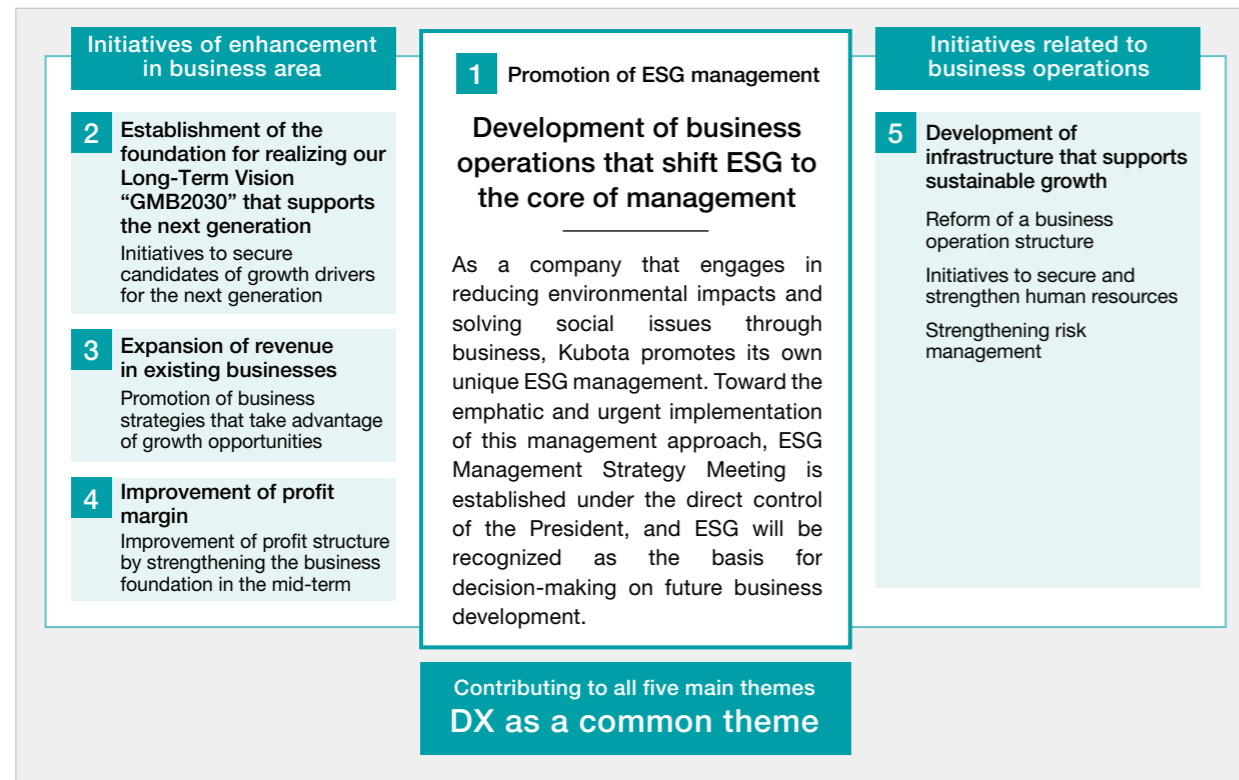 Initiatives of enhancement
in business area
2
Establishment of the
foundation for realizing our
Long-Term Vision
“GMB2030” that supports
the next generation
Initiatives to secure
candidates of growth drivers
for the next generation
3
Expansion of revenue
in existing businesses
Promotion of business
strategies that take advantage
of growth opportunities
4
Improvement of profit
margin
Improvement of profit structure
by strengthening the business
foundation in the mid-term
1 Promotion of ESG management
Development of business
operations that shift ESG to
the core of management
As a company that engages in
reducing environmental impacts and
solving social issues through
business, Kubota promotes its own
unique ESG management. Toward the
emphatic and urgent implementation
of this management approach, ESG
Management Strategy Meeting is
established under the direct control
of the President, and ESG will be
recognized as the basis for
decision-making on future business
development.
Initiatives related to
business operations
5
Development of
infrastructure that supports
sustainable growth
Reform of a business
operation structure
Initiatives to secure and
strengthen human resources
Strengthening risk
management
Contributing to all five main themes
DX as a common theme